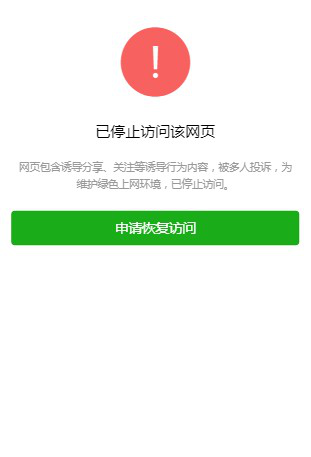 已停止访问该网页
网页包含诱导分享、关注等诱导行为内容，被多人投诉，为
维护绿色上网环境，已停止访问。
申请恢复访问